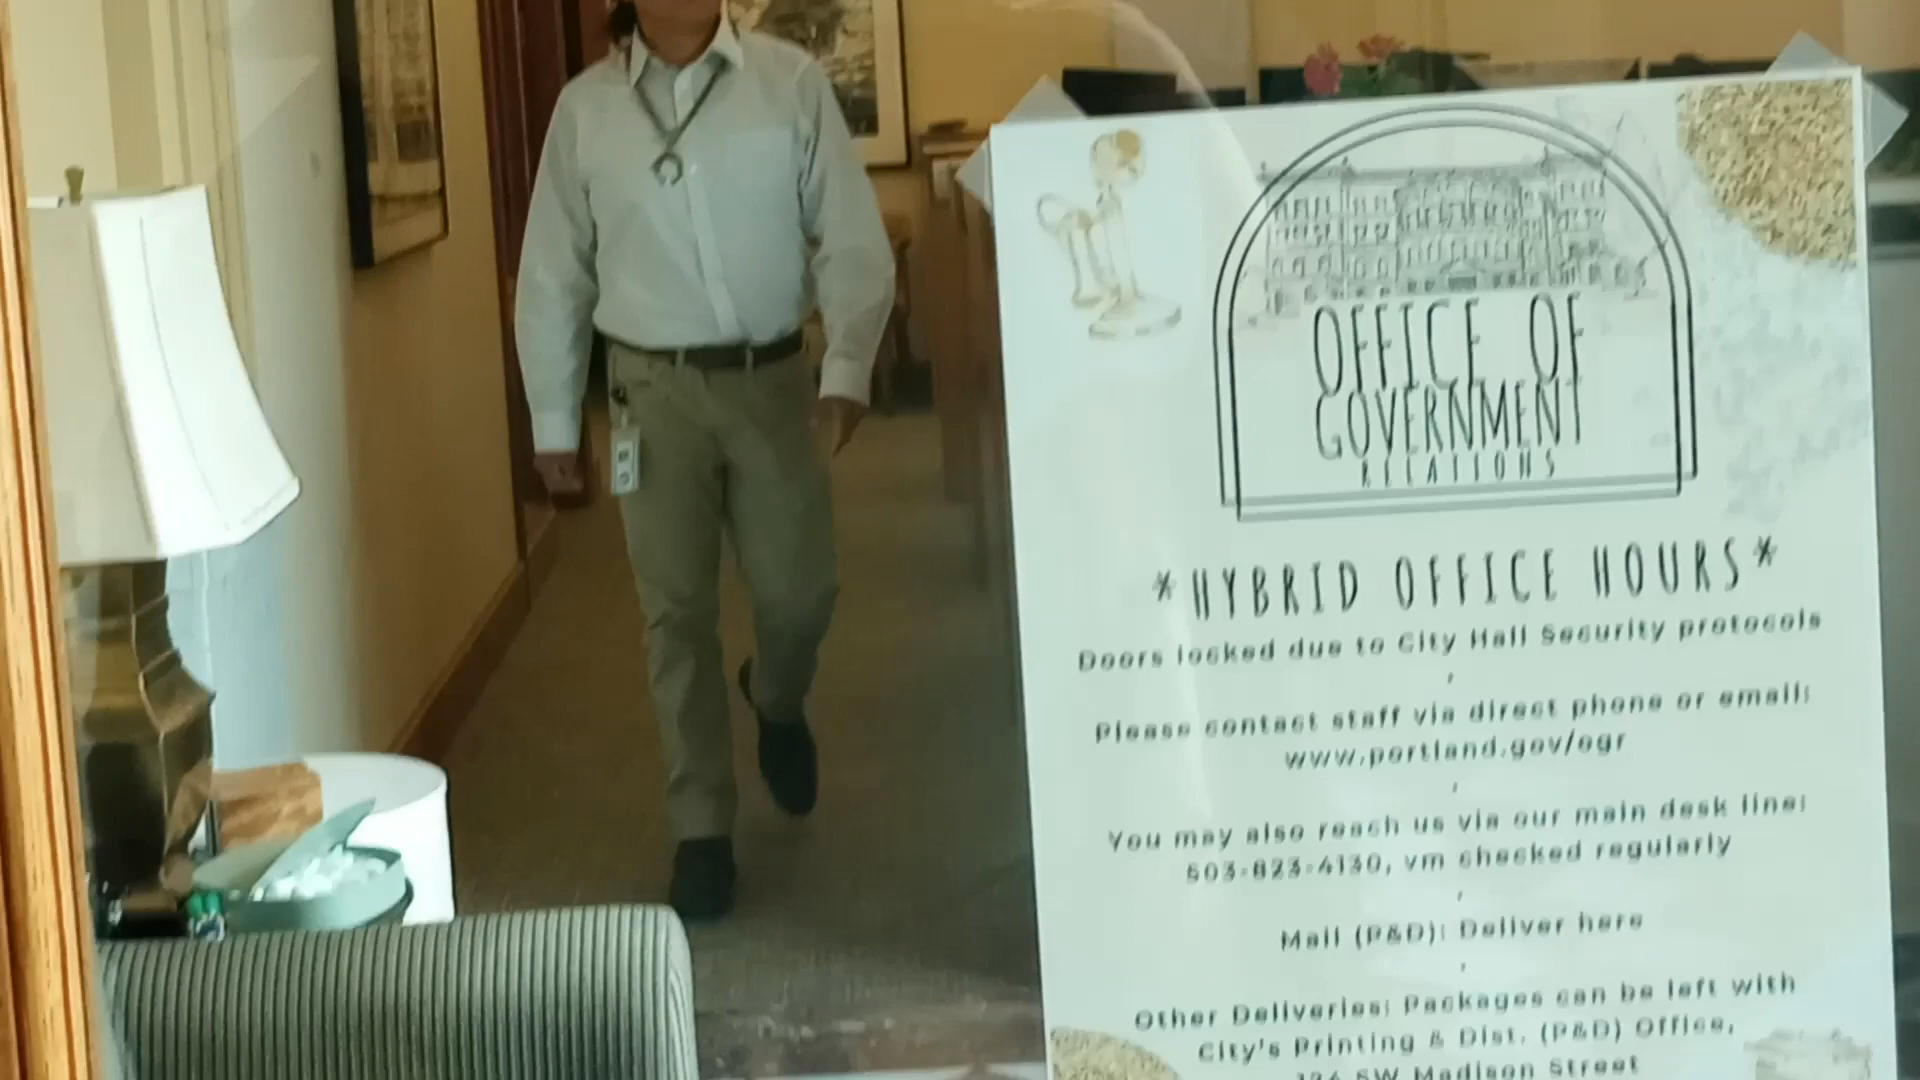 OFFICE OF
GOVERNMENT
RELATIONS
*HYBRID OFFICE HOURS*
Doors locked due to City Hall Security protocols
Please contact staff via direct phone or email:
www.portland.gov/ogr
You may also reach us via our main desk line:
503-823-4130, vm checked regularly
Mail (P&D): Deliver here
Other Deliveries: Packages can be left with
City's Printing & Dist. (P&D) Office,
SW Madison Street